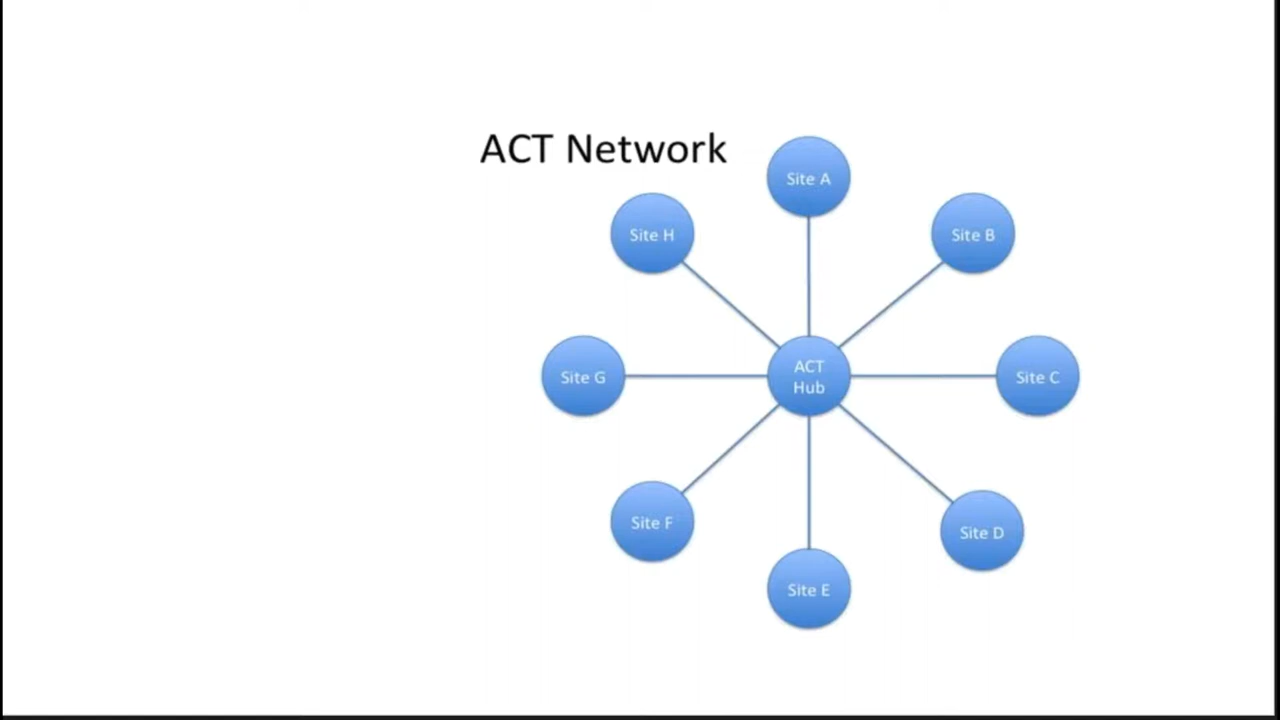 ACT Network
Site A
Site H
Site B
ACT
Hub
Site G
Site C
Site F
Site D
Site E